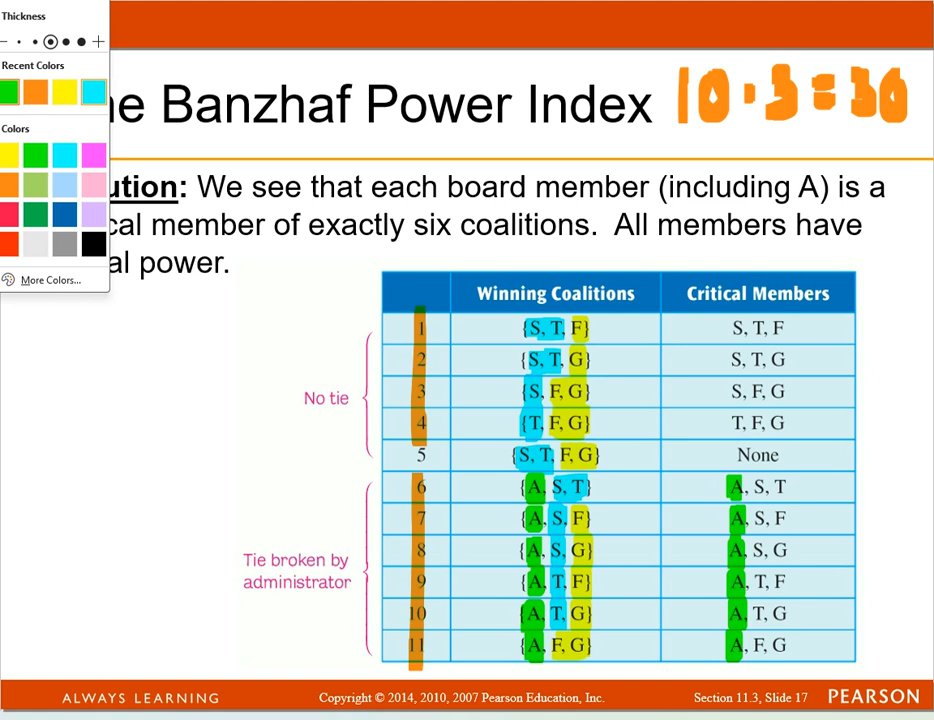 Thickness
Recent Colors
Colors
More Colors...
he Banzhaf Power Index 10 · 3 = 30
ution: We see that each board member (including A) is a
cal member of exactly six coalitions. All members have
al power.
Winning Coalitions Critical Members
1 {S, T, F} S, T, F
2 {S, T, G} S, T, G
3 {S, F, G} S, F, G
4 {T, F, G} T, F, G
5 {S, T, F, G} None
No tie
6 {A, S, T} A, S, T
7 {A, S, F} A, S, F
8 {A, S, G} A, S, G
9 {A, T, F} A, T, F
10 {A, T, G} A, T, G
11 {A, F, G} A, F, G
Tie broken by
administrator
ALWAYS LEARNING Copyright © 2014, 2010, 2007 Pearson Education, Inc. Section 11.3, Slide 17 PEARSON